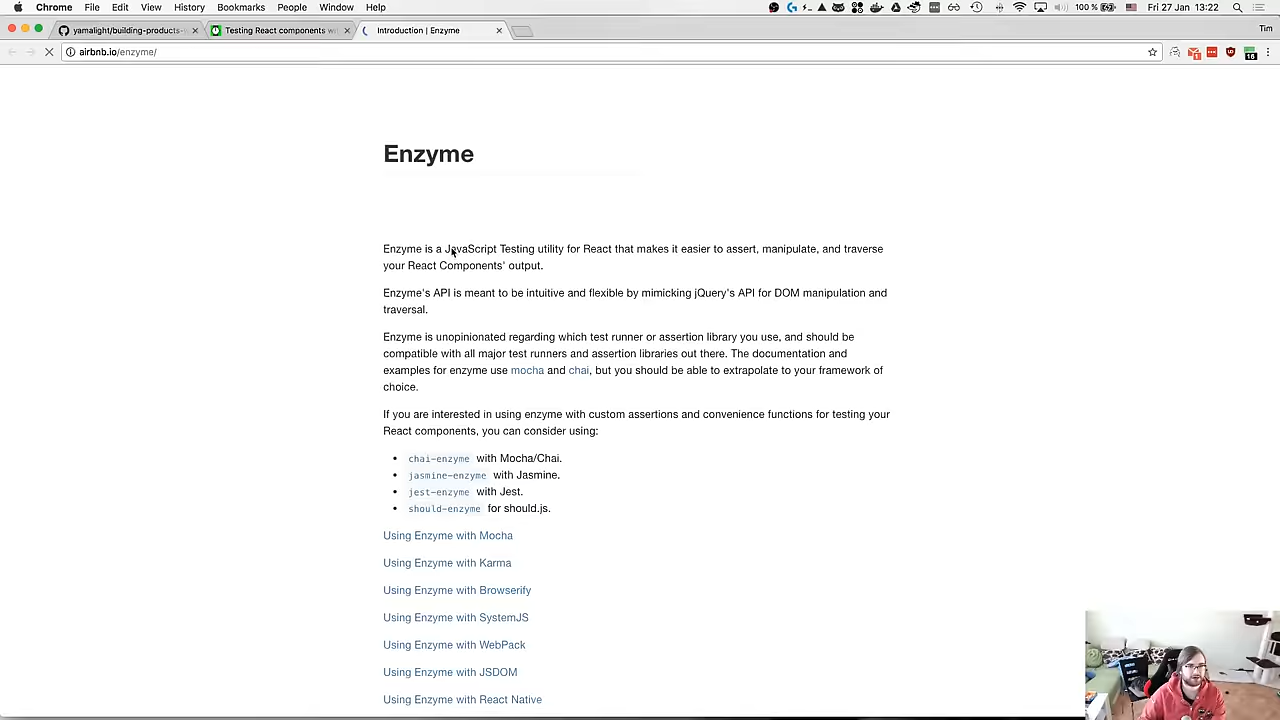 Chrome File Edit View History Bookmarks People Window Help 100 % Fri 27 Jan 13:22
yamalight/building-products- Testing React components wi Introduction | Enzyme Tim
airbnb.io/enzyme/
Enzyme
Enzyme is a JavaScript Testing utility for React that makes it easier to assert, manipulate, and traverse
your React Components' output.
Enzyme's API is meant to be intuitive and flexible by mimicking jQuery's API for DOM manipulation and
traversal.
Enzyme is unopinionated regarding which test runner or assertion library you use, and should be
compatible with all major test runners and assertion libraries out there. The documentation and
examples for enzyme use mocha and chai, but you should be able to extrapolate to your framework of
choice.
If you are interested in using enzyme with custom assertions and convenience functions for testing your
React components, you can consider using:
• chai-enzyme with Mocha/Chai.
• jasmine-enzyme with Jasmine.
• jest-enzyme with Jest.
• should-enzyme for should.js.
Using Enzyme with Mocha
Using Enzyme with Karma
Using Enzyme with Browserify
Using Enzyme with SystemJS
Using Enzyme with WebPack
Using Enzyme with JSDOM
Using Enzyme with React Native